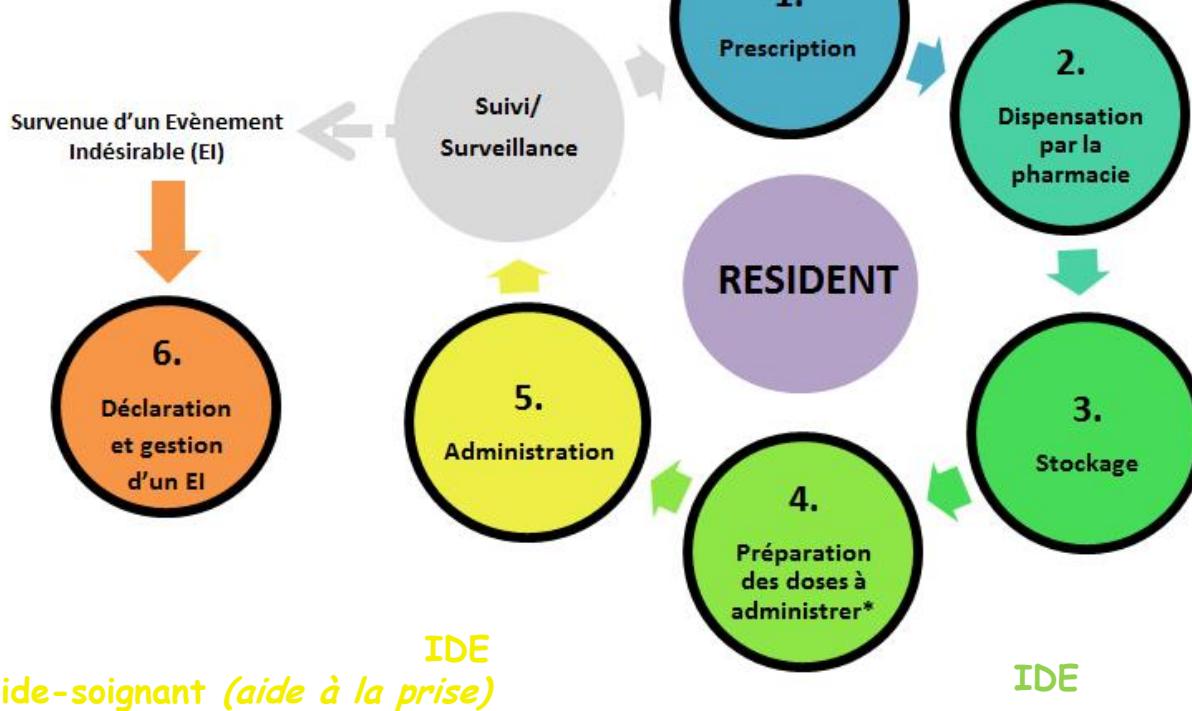 1.
Prescription
2.
Dispensation
par la
pharmacie
Suivi/
Surveillance
Survenue d'un Evènement
Indésirable (EI)
RESIDENT
3.
Stockage
4.
Préparation
des doses à
administrer*
5.
Administration
6.
Déclaration
et gestion
d'un EI
IDE
ide-soignant (aide à la prise)
IDE